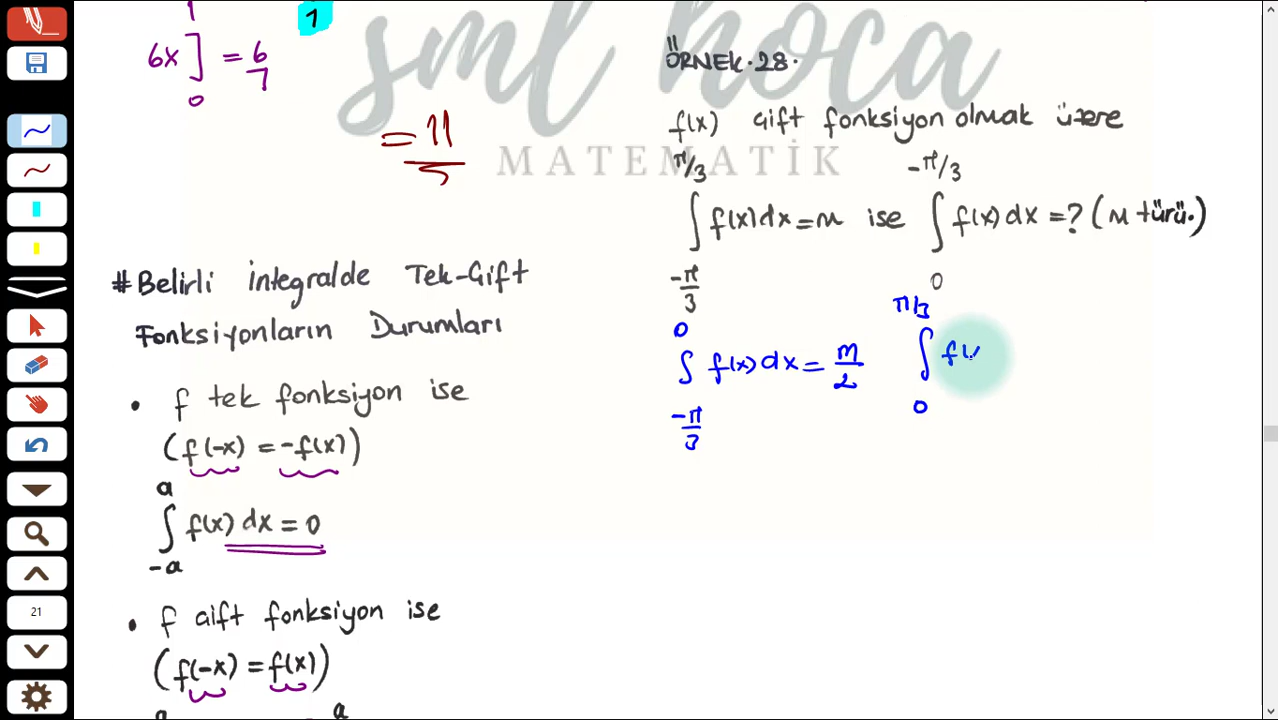 1
6x ] = 6/7
0
1
= 11/5
sml hoca
MATEMATİK
#Belirli integralde Tek-Çift
Fonksiyonların Durumları
• f tek fonksiyon ise
(f(-x) = -f(x))
a
∫ f(x) dx = 0
-a
• f çift fonksiyon ise
(f(-x) = f(x))
a a
ÖRNEK.28.
f(x) çift fonksiyon olmak üzere
π/3 -π/3
∫ f(x)dx = m ise ∫ f(x) dx = ? (m türü.)
-π/3 0
0 π/3
∫ f(x) dx = m/2 ∫ f(
-π/3 0
21